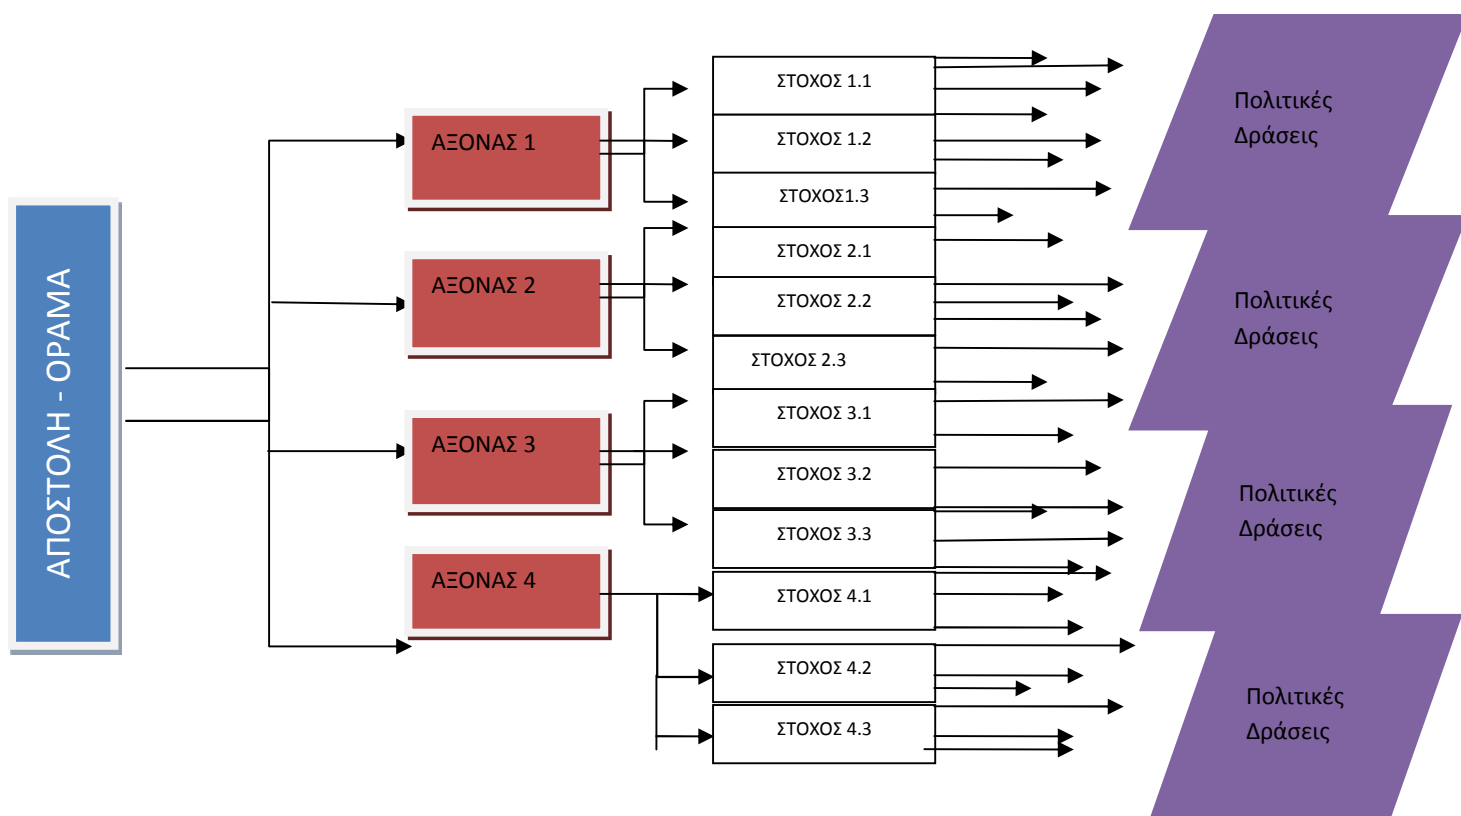 ΑΠΟΣΤΟΛΗ - ΟΡΑΜΑ
ΑΞΟΝΑΣ 1
ΑΞΟΝΑΣ 2
ΑΞΟΝΑΣ 3
ΑΞΟΝΑΣ 4
ΣΤΟΧΟΣ 1.1
ΣΤΟΧΟΣ 1.2
ΣΤΟΧΟΣ1.3
ΣΤΟΧΟΣ 2.1
ΣΤΟΧΟΣ 2.2
ΣΤΟΧΟΣ 2.3
ΣΤΟΧΟΣ 3.1
ΣΤΟΧΟΣ 3.2
ΣΤΟΧΟΣ 3.3
ΣΤΟΧΟΣ 4.1
ΣΤΟΧΟΣ 4.2
ΣΤΟΧΟΣ 4.3
Πολιτικές
Δράσεις
Πολιτικές
Δράσεις
Πολιτικές
Δράσεις
Πολιτικές
Δράσεις